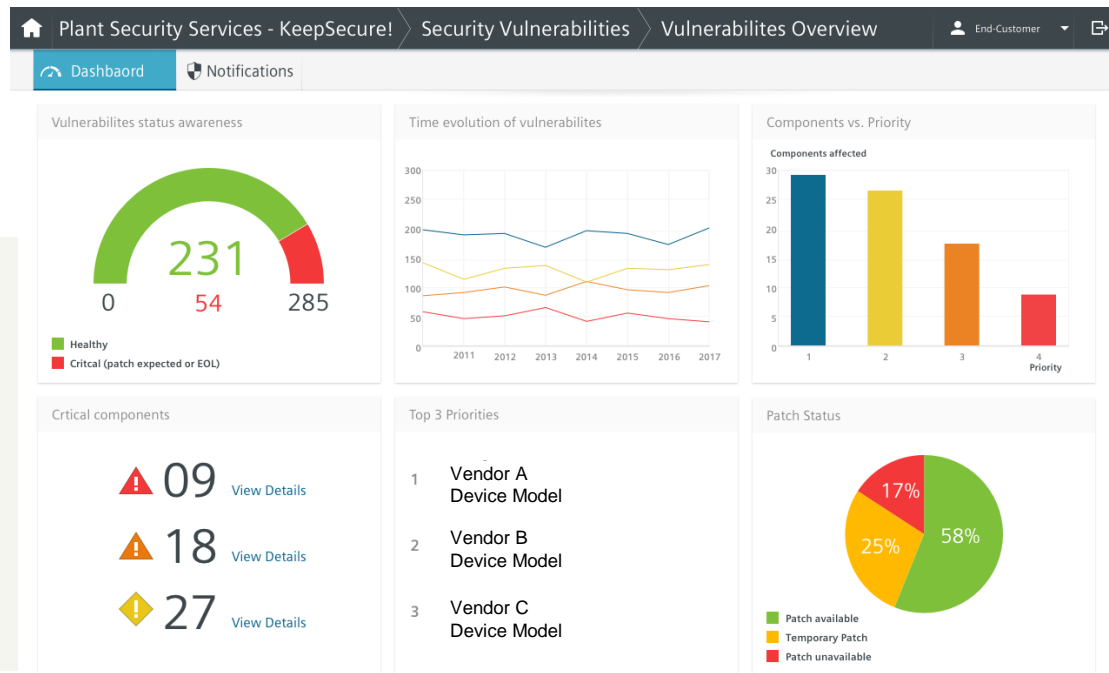 Plant Security Services - KeepSecure! Security Vulnerabilities Vulnerabilites Overview End-Customer
Dashbaord Notifications
Vulnerabilites status awareness
231
0 54 285
Healthy
Critcal (patch expected or EOL)
Time evolution of vulnerabilites
300
250
200
150
100
50
0
2011 2012 2013 2014 2015 2016 2017
Components vs. Priority
Components affected
30
25
20
15
10
5
0
1 2 3 4
Priority
Crtical components
09 View Details
18 View Details
27 View Details
Top 3 Priorities
1 Vendor A
Device Model
2 Vendor B
Device Model
3 Vendor C
Device Model
Patch Status
17%
25% 58%
Patch available
Temporary Patch
Patch unavailable